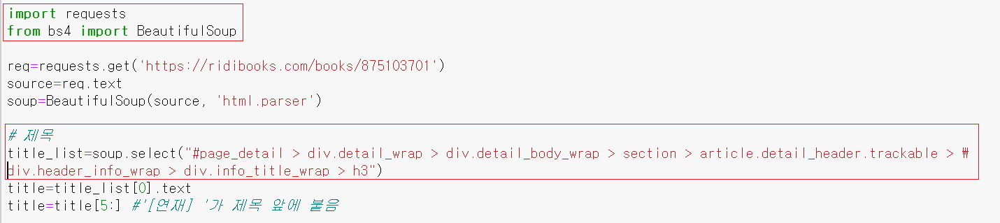 import requests
from bs4 import BeautifulSoup
req=requests.get('https://ridibooks.com/books/875103701')
source=req.text
soup=BeautifulSoup(source, 'html.parser')
# 제목
title_list=soup.select("#page_detail > div.detail_wrap > div.detail_body_wrap > section > article.detail_header.trackable > ₩
div.header_info_wrap > div.info_title_wrap > h3")
title=title_list[0].text
title=title[5:] #'[연재] '가 제목 앞에 붙음